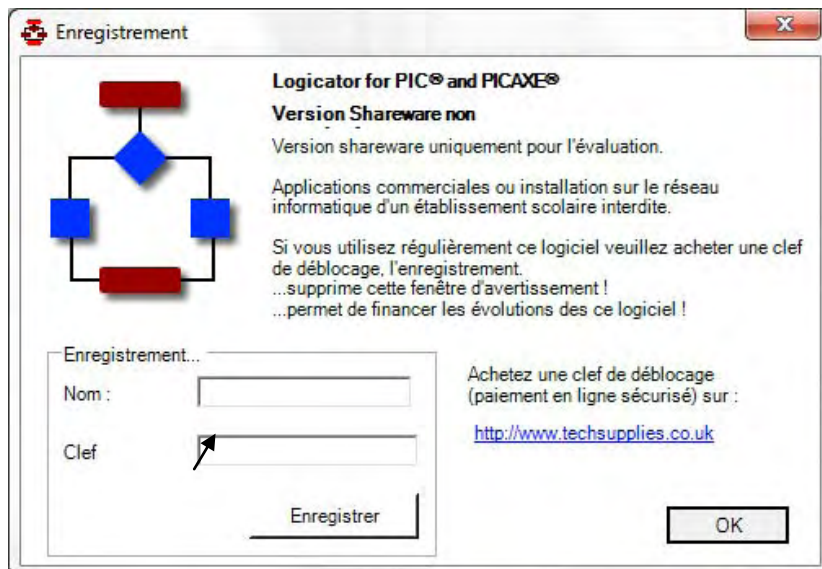 Enregistrement
Logicator for PIC® and PICAXE®
Version Shareware non
Version shareware uniquement pour l'évaluation.
Applications commerciales ou installation sur le réseau
informatique d'un établissement scolaire interdite.
Si vous utilisez régulièrement ce logiciel veuillez acheter une clef
de déblocage, l'enregistrement.
...supprime cette fenêtre d'avertissement !
...permet de financer les évolutions des ce logiciel !
Enregistrement...
Nom :
Clef
Enregistrer
Achetez une clef de déblocage
(paiement en ligne sécurisé) sur :
http://www.techsupplies.co.uk
OK